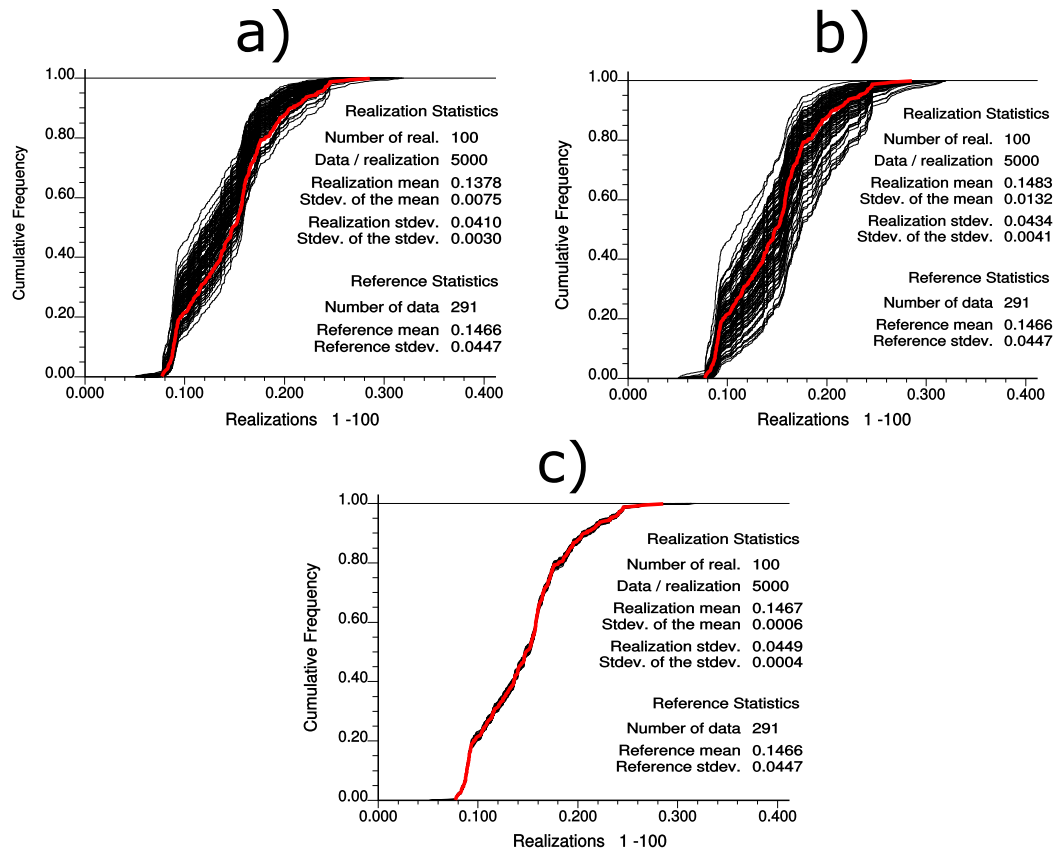 a)
1.00
0.80
0.60
0.40
0.20
0.00
Cumulative Frequency
Realization Statistics
Number of real. 100
Data / realization 5000
Realization mean 0.1378
Stdev. of the mean 0.0075
Realization stdev. 0.0410
Stdev. of the stdev. 0.0030
Reference Statistics
Number of data 291
Reference mean 0.1466
Reference stdev. 0.0447
0.000 0.100 0.200 0.300 0.400
Realizations 1 -100
b)
1.00
0.80
0.60
0.40
0.20
0.00
Cumulative Frequency
Realization Statistics
Number of real. 100
Data / realization 5000
Realization mean 0.1483
Stdev. of the mean 0.0132
Realization stdev. 0.0434
Stdev. of the stdev. 0.0041
Reference Statistics
Number of data 291
Reference mean 0.1466
Reference stdev. 0.0447
0.000 0.100 0.200 0.300 0.400
Realizations 1 -100
c)
1.00
0.80
0.60
0.40
0.20
0.00
Cumulative Frequency
Realization Statistics
Number of real. 100
Data / realization 5000
Realization mean 0.1467
Stdev. of the mean 0.0006
Realization stdev. 0.0449
Stdev. of the stdev. 0.0004
Reference Statistics
Number of data 291
Reference mean 0.1466
Reference stdev. 0.0447
0.000 0.100 0.200 0.300 0.400
Realizations 1 -100